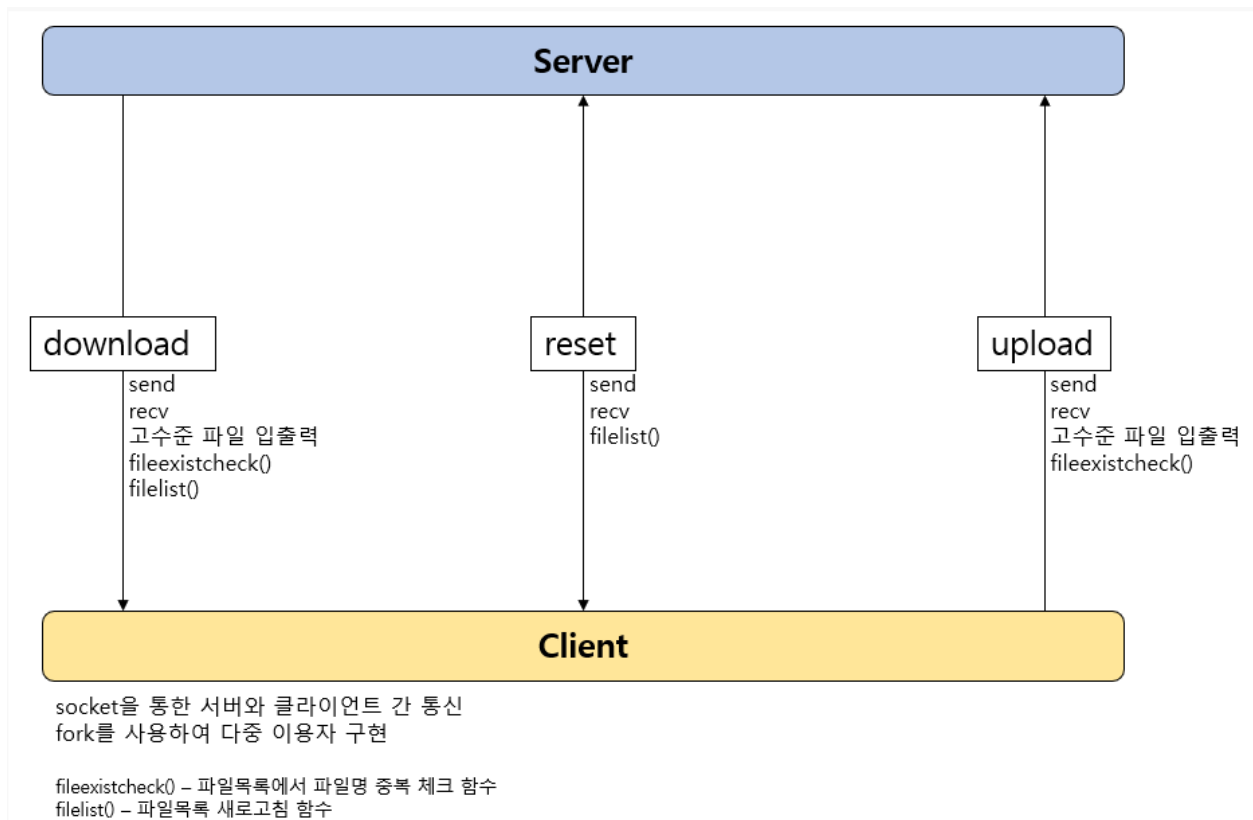 Server
download
send
recv
고수준 파일 입출력
fileexistcheck()
filelist()
reset
send
recv
filelist()
upload
send
recv
고수준 파일 입출력
fileexistcheck()
Client
socket을 통한 서버와 클라이언트 간 통신
fork를 사용하여 다중 이용자 구현
fileexistcheck() – 파일목록에서 파일명 중복 체크 함수
filelist() – 파일목록 새로고침 함수